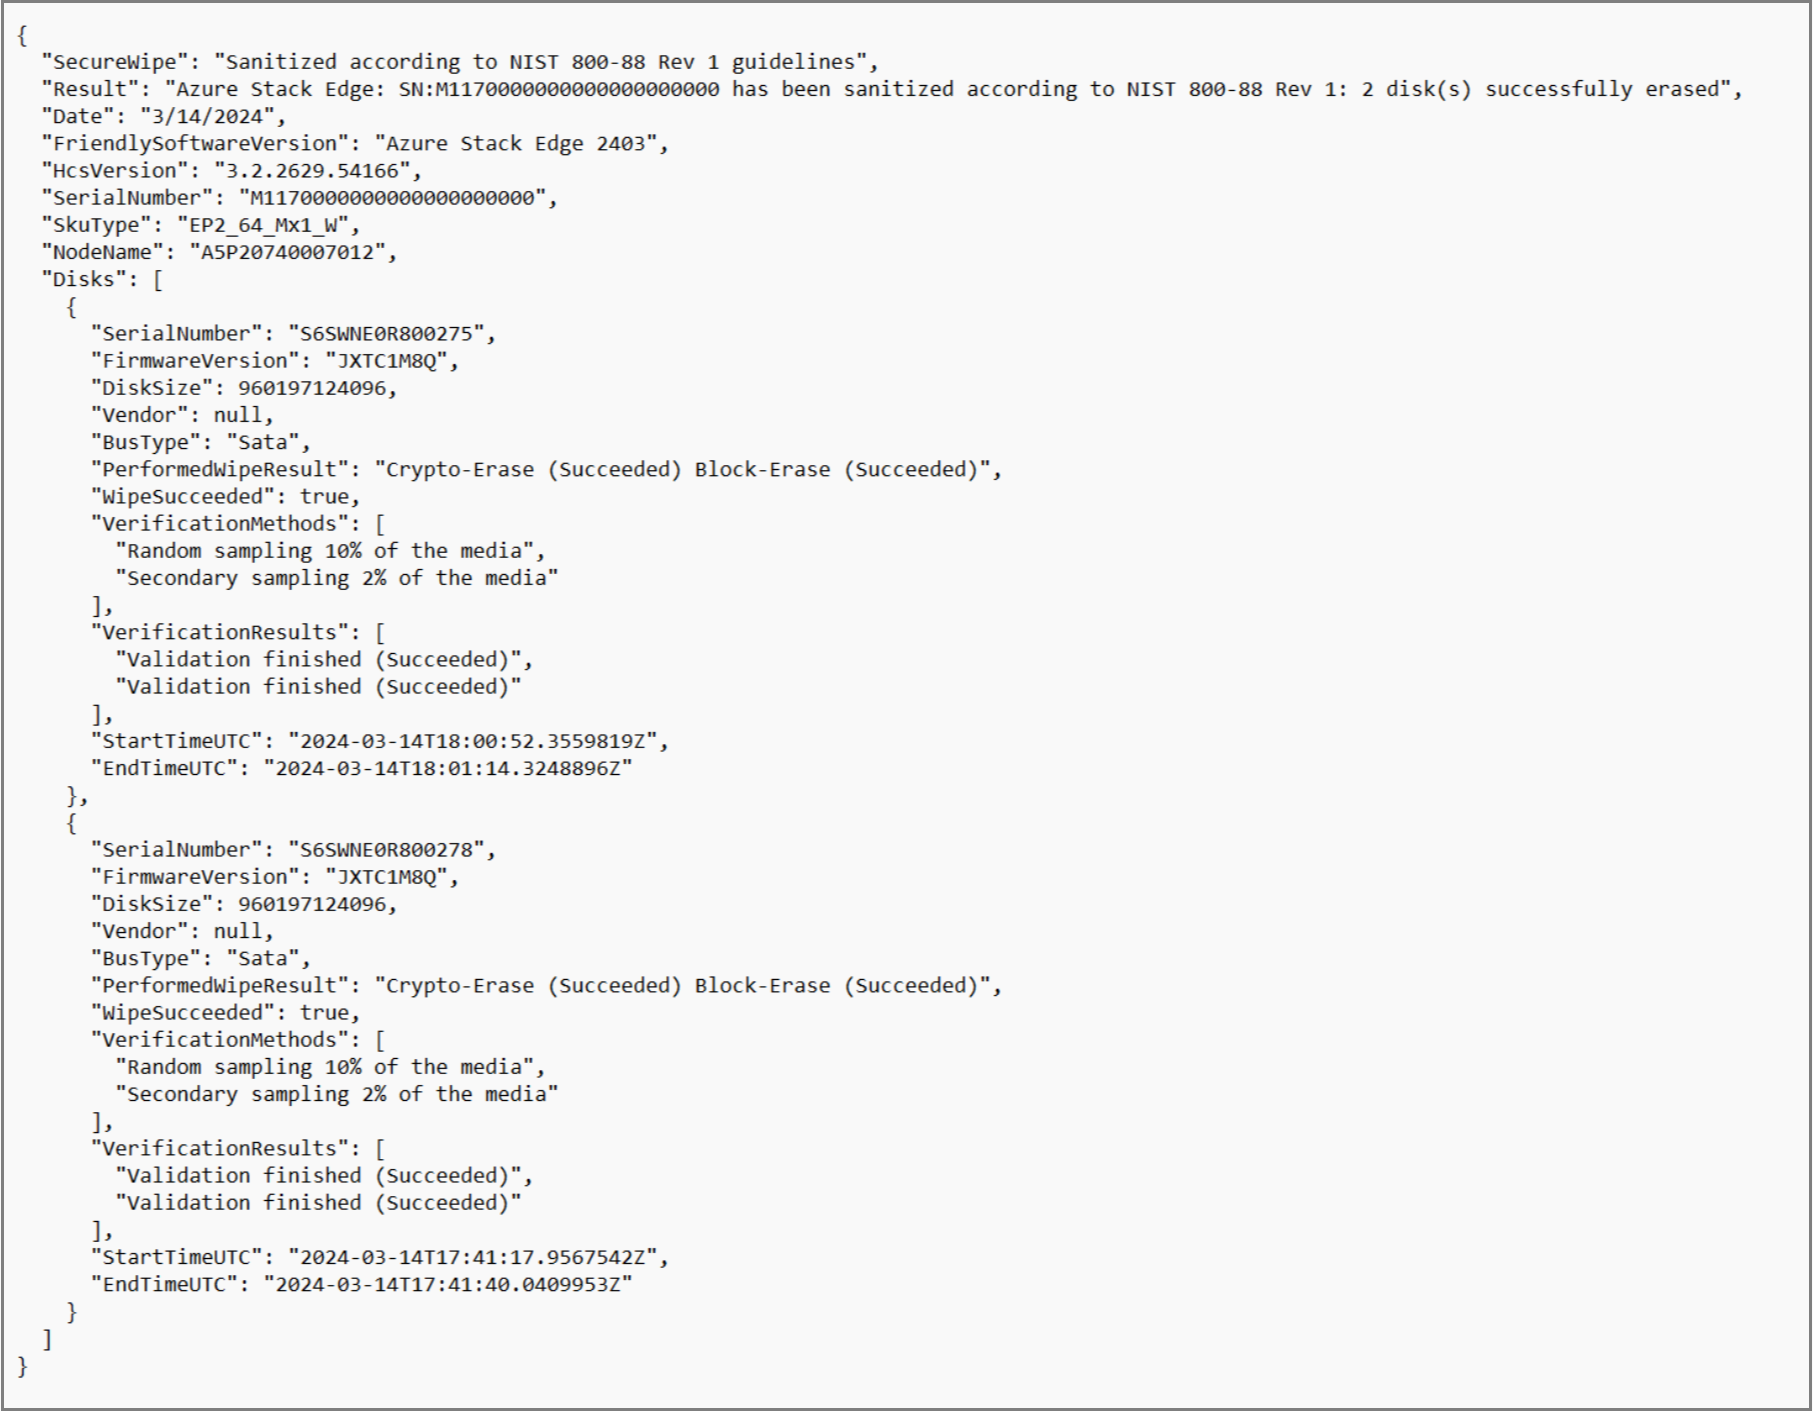 {
  "SecureWipe": "Sanitized according to NIST 800-88 Rev 1 guidelines",
  "Result": "Azure Stack Edge: SN:M1170000000000000000000 has been sanitized according to NIST 800-88 Rev 1: 2 disk(s) successfully erased",
  "Date": "3/14/2024",
  "FriendlySoftwareVersion": "Azure Stack Edge 2403",
  "HcsVersion": "3.2.2629.54166",
  "SerialNumber": "M1170000000000000000000",
  "SkuType": "EP2_64_Mx1_W",
  "NodeName": "A5P20740007012",
  "Disks": [
    {
      "SerialNumber": "S6SWNE0R800275",
      "FirmwareVersion": "JXTC1M8Q",
      "DiskSize": 960197124096,
      "Vendor": null,
      "BusType": "Sata",
      "PerformedWipeResult": "Crypto-Erase (Succeeded) Block-Erase (Succeeded)",
      "WipeSucceeded": true,
      "VerificationMethods": [
        "Random sampling 10% of the media",
        "Secondary sampling 2% of the media"
      ],
      "VerificationResults": [
        "Validation finished (Succeeded)",
        "Validation finished (Succeeded)"
      ],
      "StartTimeUTC": "2024-03-14T18:00:52.3559819Z",
      "EndTimeUTC": "2024-03-14T18:01:14.3248896Z"
    },
    {
      "SerialNumber": "S6SWNE0R800278",
      "FirmwareVersion": "JXTC1M8Q",
      "DiskSize": 960197124096,
      "Vendor": null,
      "BusType": "Sata",
      "PerformedWipeResult": "Crypto-Erase (Succeeded) Block-Erase (Succeeded)",
      "WipeSucceeded": true,
      "VerificationMethods": [
        "Random sampling 10% of the media",
        "Secondary sampling 2% of the media"
      ],
      "VerificationResults": [
        "Validation finished (Succeeded)",
        "Validation finished (Succeeded)"
      ],
      "StartTimeUTC": "2024-03-14T17:41:17.9567542Z",
      "EndTimeUTC": "2024-03-14T17:41:40.0409953Z"
    }
  ]
}